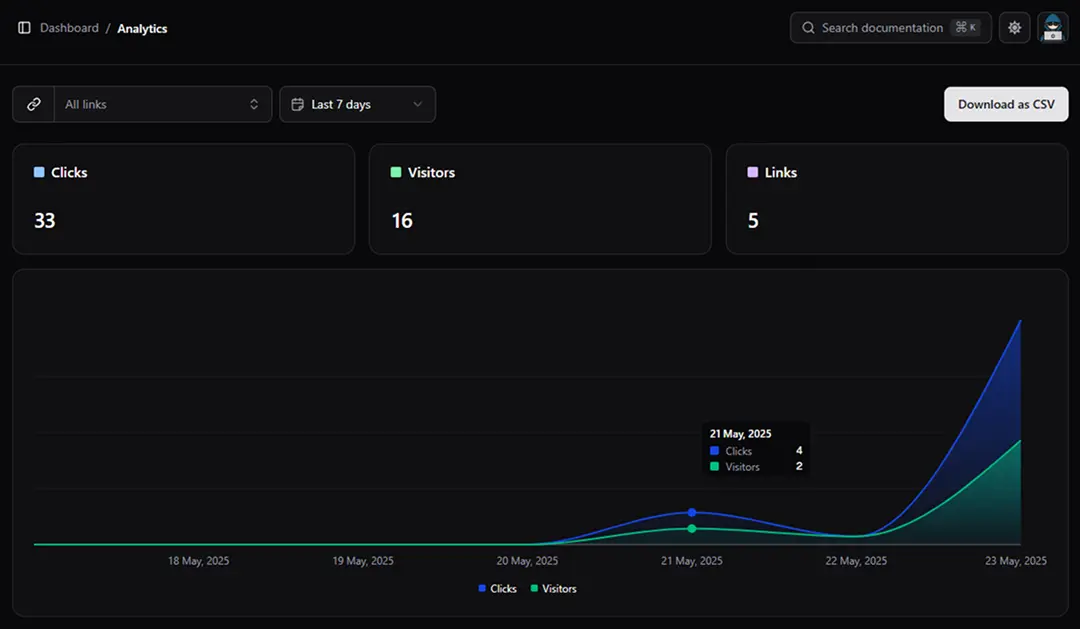 Dashboard / Analytics
Search documentation ⌘ K
All links
Last 7 days
Download as CSV
Clicks
33
Visitors
16
Links
5
21 May, 2025
Clicks 4
Visitors 2
18 May, 2025 19 May, 2025 20 May, 2025 21 May, 2025 22 May, 2025 23 May, 2025
Clicks Visitors